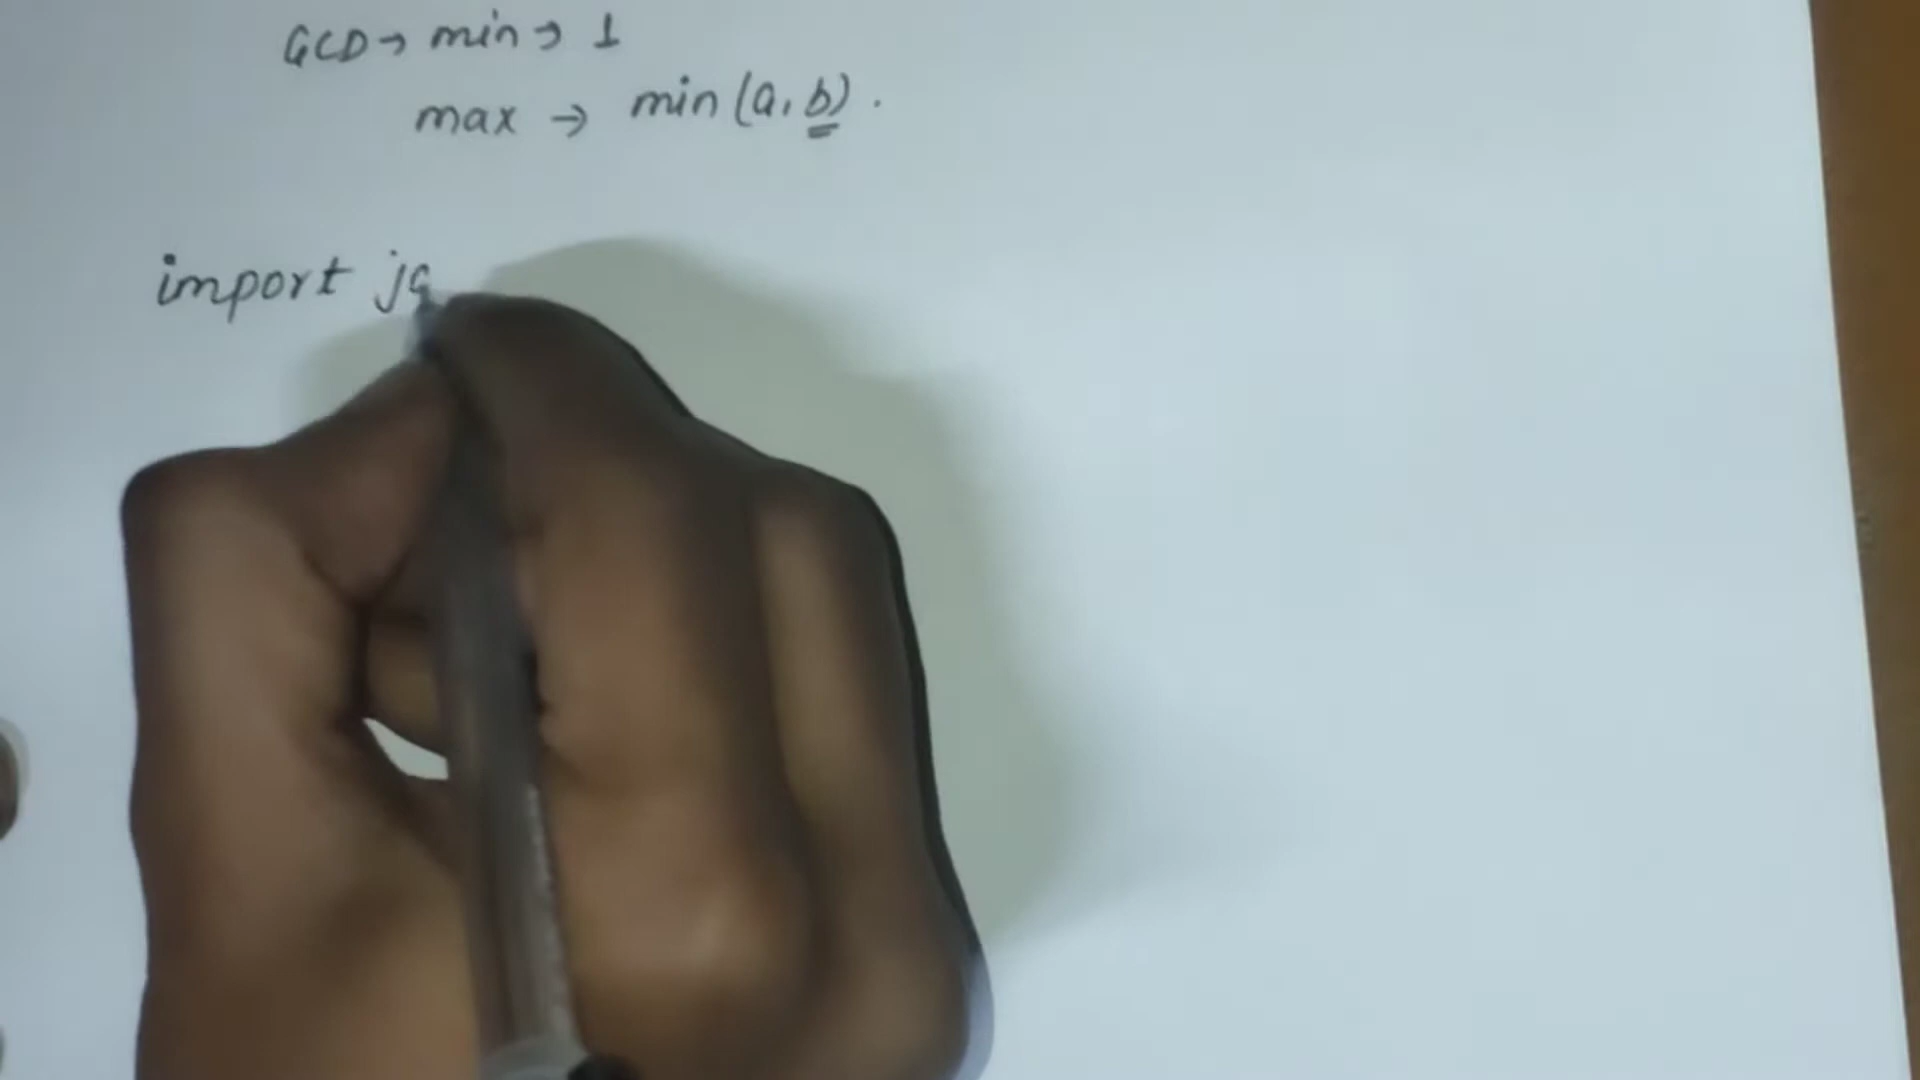 GCD → min → 1
max → min (a, b).
import ja